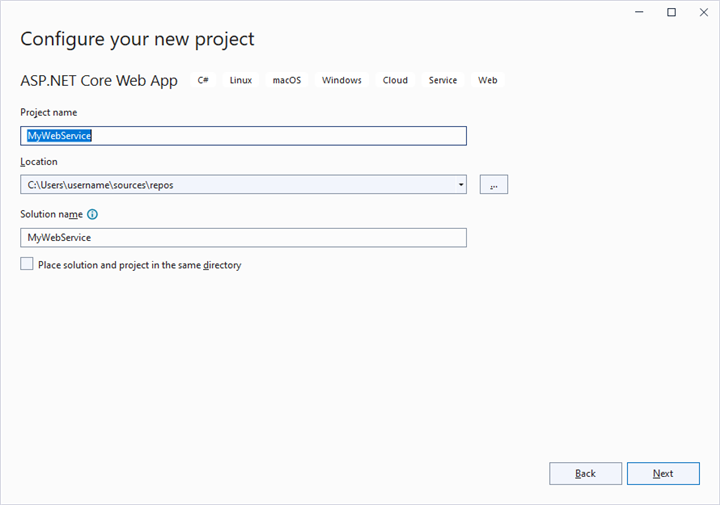 Configure your new project
ASP.NET Core Web App C# Linux macOS Windows Cloud Service Web
Project name
MyWebService
Location
C:\Users\username\sources\repos
...
Solution name
MyWebService
Place solution and project in the same directory
Back Next